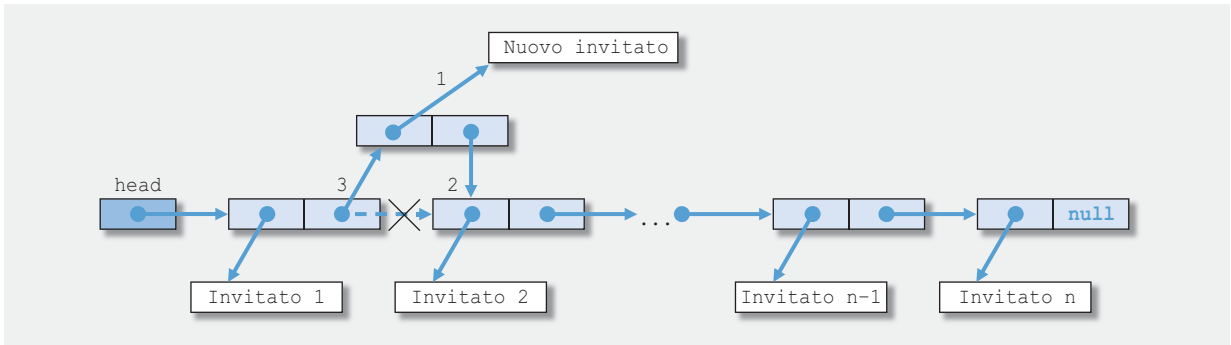 Nuovo invitato
1
head
3
2
...
null
Invitato 1
Invitato 2
Invitato n-1
Invitato n